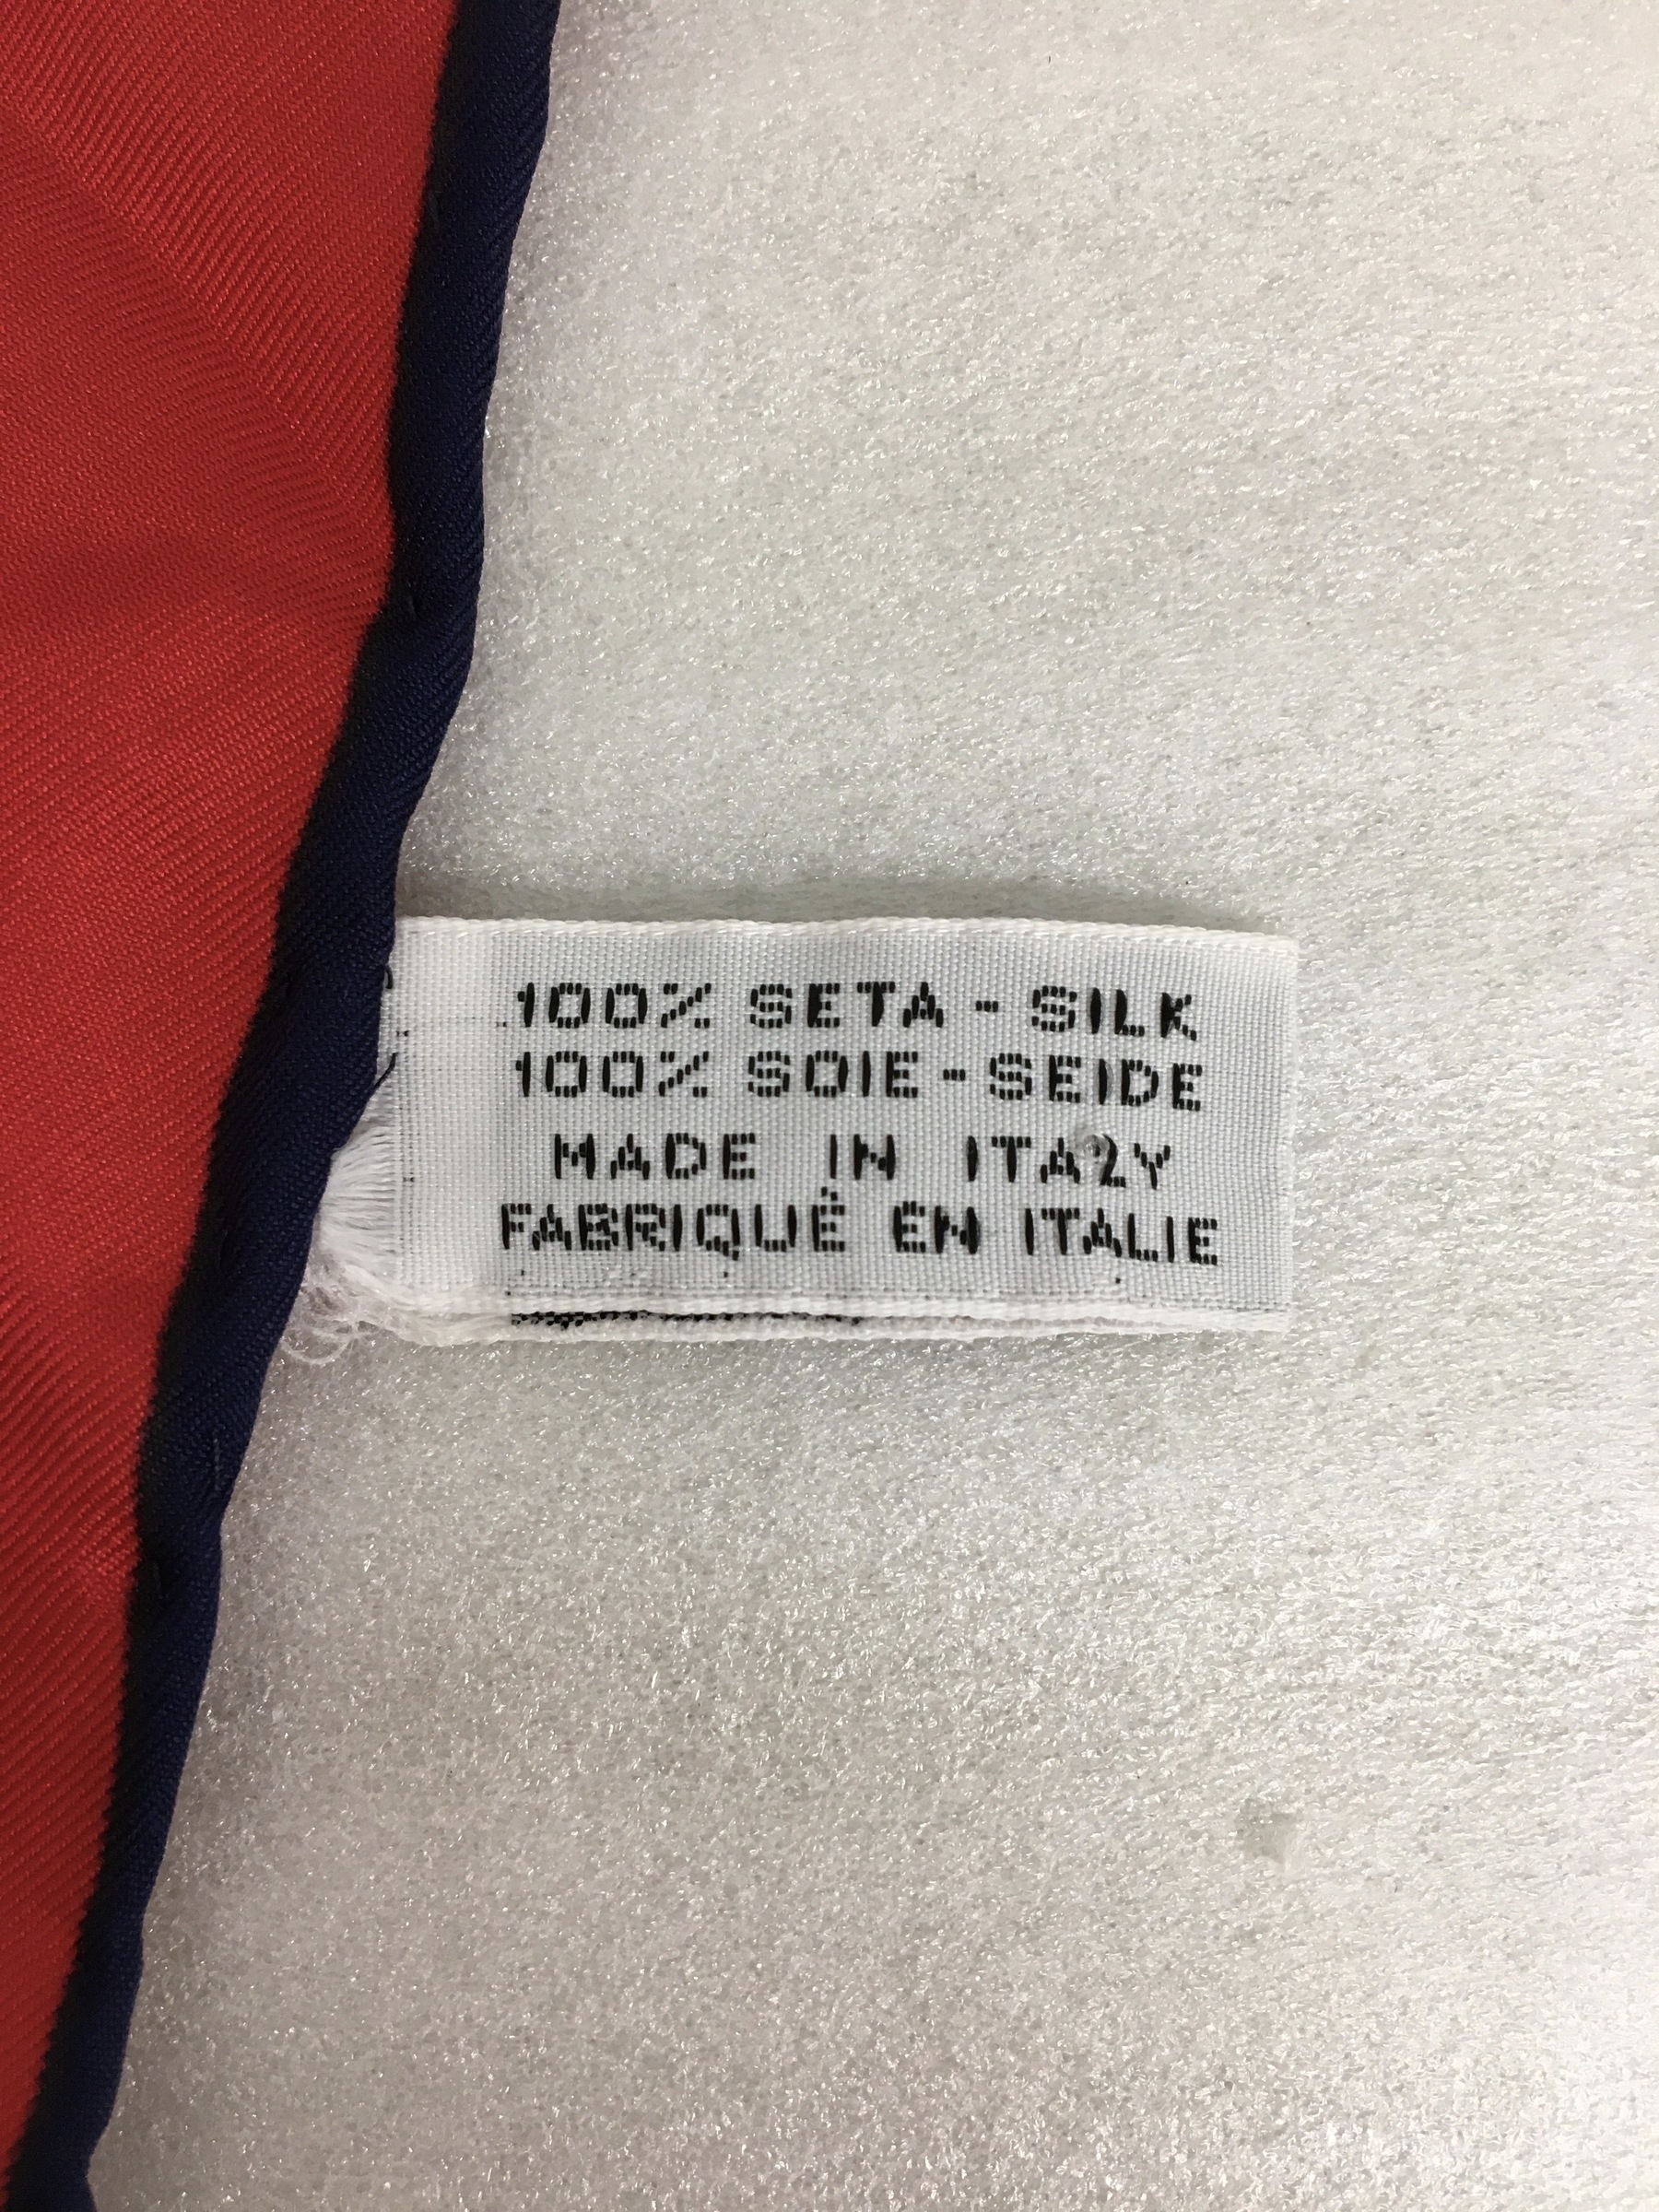 100% SETA - SILK
100% SOIE - SEIDE
MADE IN ITALY
FABRIQUÉ EN ITALIE